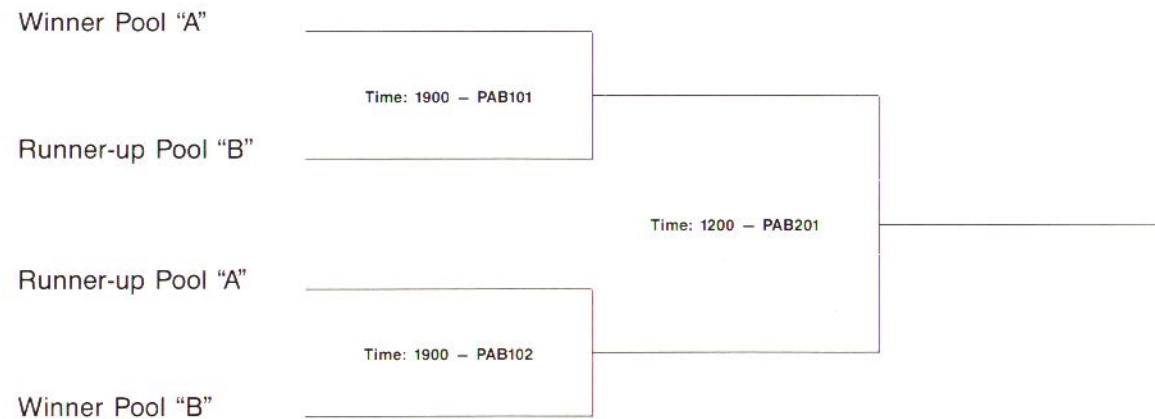 Winner Pool “A”
Time: 1900 – PAB101
Runner-up Pool “B”
Time: 1200 – PAB201
Runner-up Pool “A”
Time: 1900 – PAB102
Winner Pool “B”